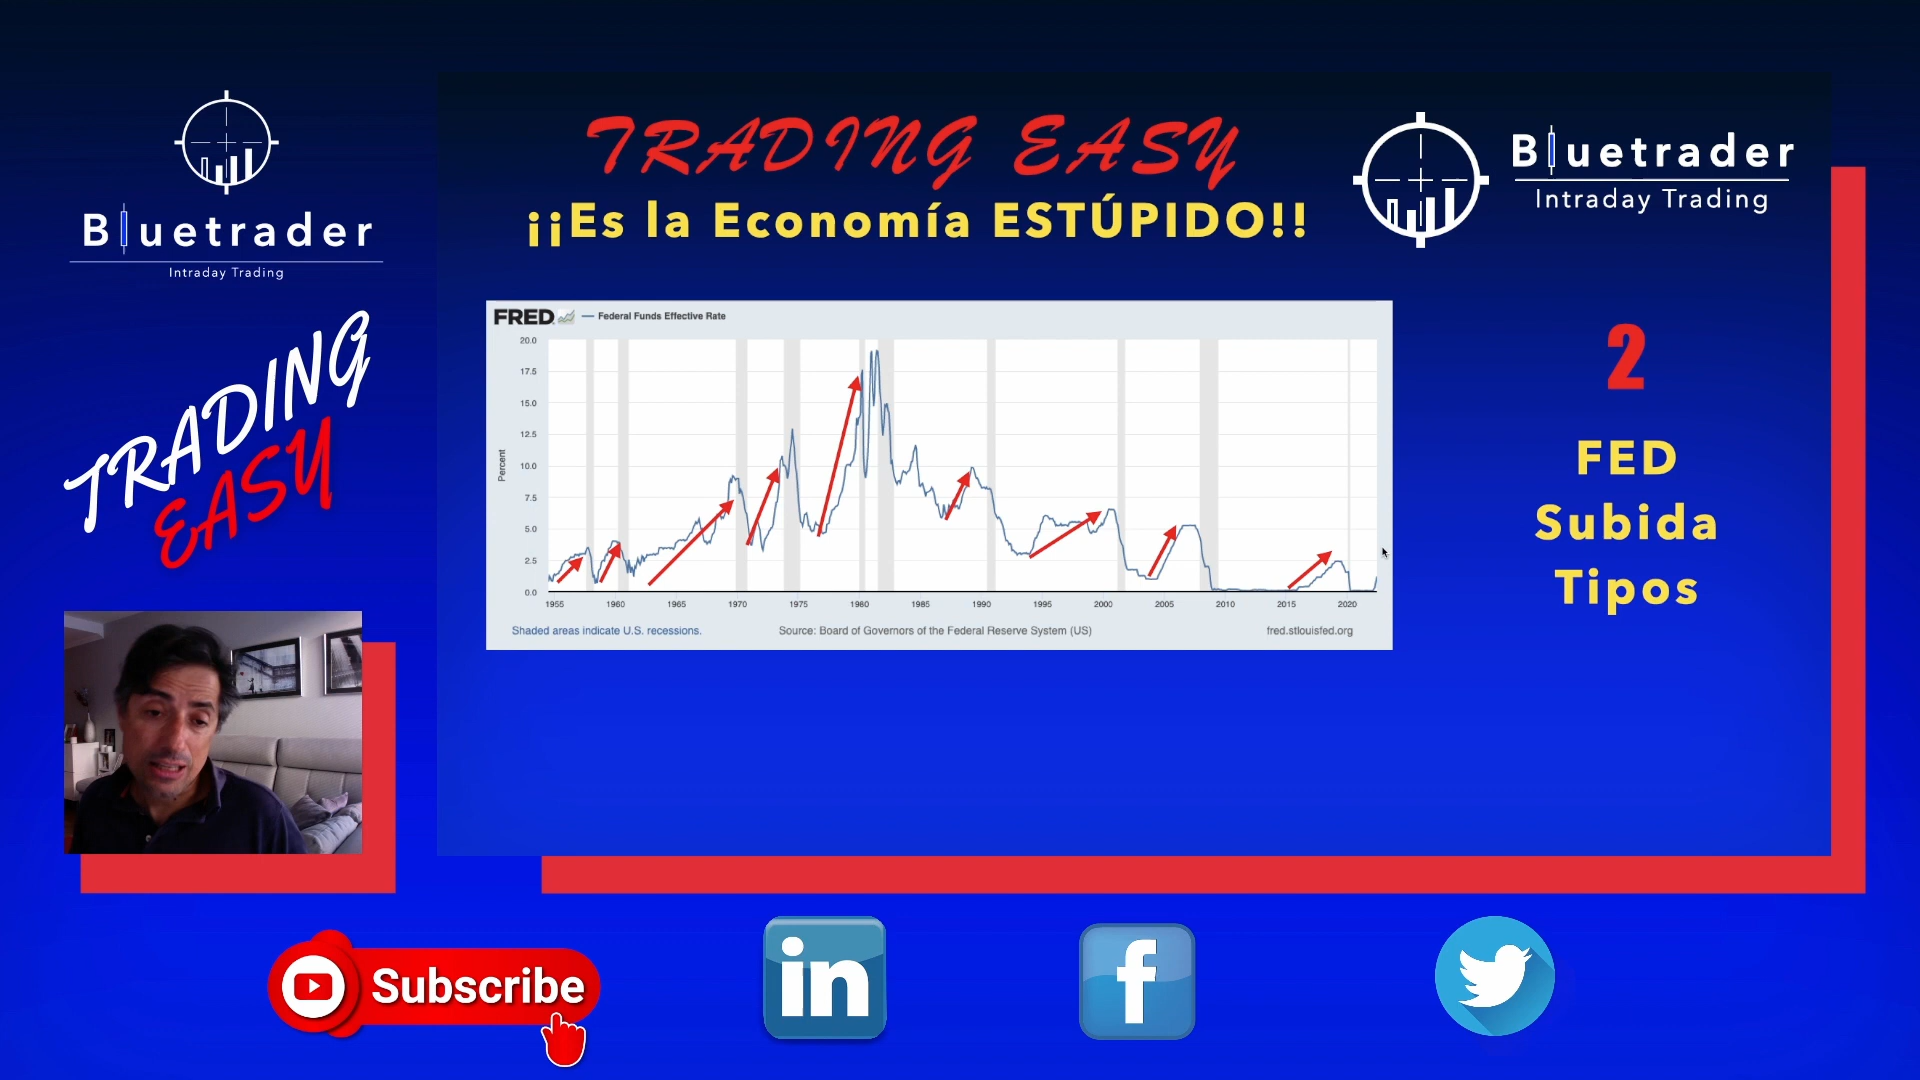 Bluetrader
Intraday Trading
TRADING
EASY
TRADING EASY
¡¡Es la Economía ESTÚPIDO!!
Bluetrader
Intraday Trading
FRED
Federal Funds Effective Rate
20.0
17.5
15.0
12.5
10.0
7.5
5.0
2.5
0.0
Percent
1955 1960 1965 1970 1975 1980 1985 1990 1995 2000 2005 2010 2015 2020
Shaded areas indicate U.S. recessions.
Source: Board of Governors of the Federal Reserve System (US)
fred.stlouisfed.org
2
FED
Subida
Tipos
Subscribe
in
f